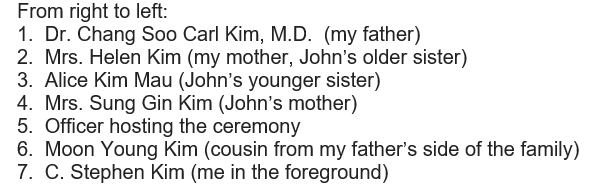 From right to left:
1. Dr. Chang Soo Carl Kim, M.D. (my father)
2. Mrs. Helen Kim (my mother, John's older sister)
3. Alice Kim Mau (John's younger sister)
4. Mrs. Sung Gin Kim (John's mother)
5. Officer hosting the ceremony
6. Moon Young Kim (cousin from my father's side of the family)
7. C. Stephen Kim (me in the foreground)